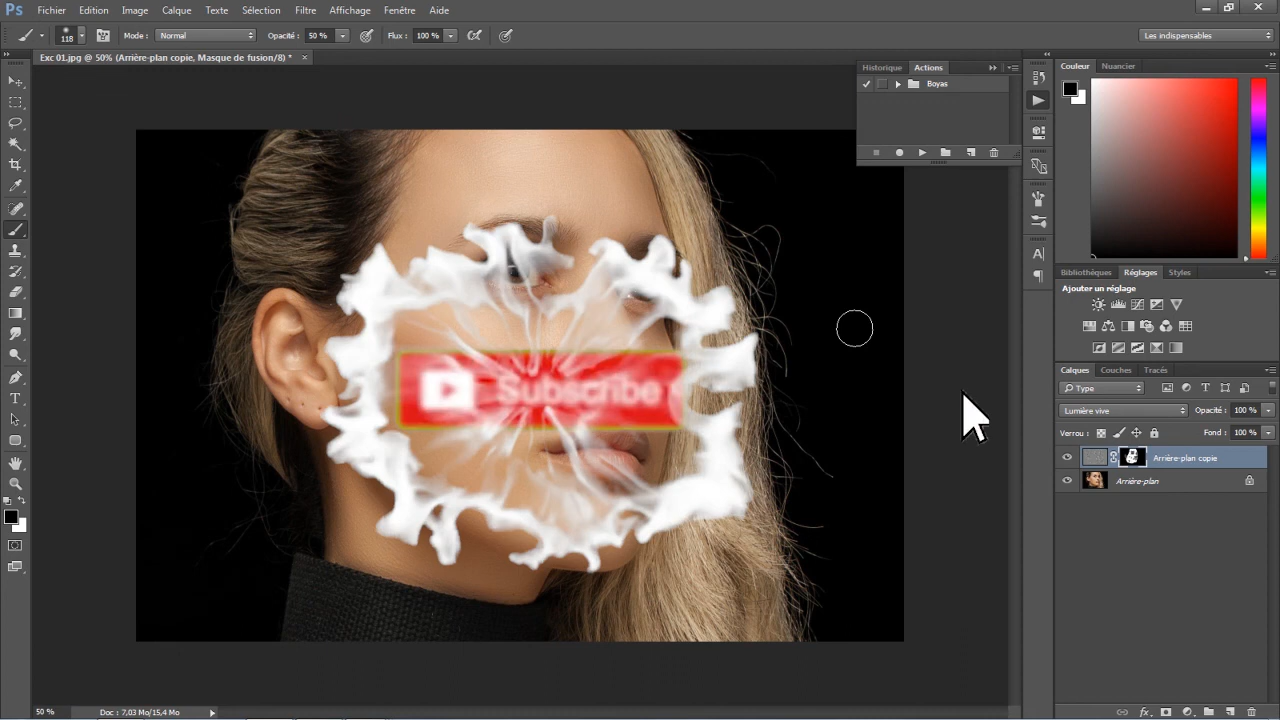 Ps Fichier Edition Image Calque Texte Sélection Filtre Affichage Fenêtre Aide
118 Mode : Normal Opacité : 50 % Flux : 100 % Les indispensables
Exc 01.jpg @ 50% (Arrière-plan copie, Masque de fusion/8) * ×
Historique Actions
Boyas
Couleur Nuancier
Subscribe
Bibliothèques Réglages Styles
Ajouter un réglage
Calques Couches Tracés
Type
Lumière vive Opacité : 100 %
Verrou : Fond : 100 %
Arrière-plan copie
Arrière-plan
50 % Doc : 7,03 Mo/15,4 Mo